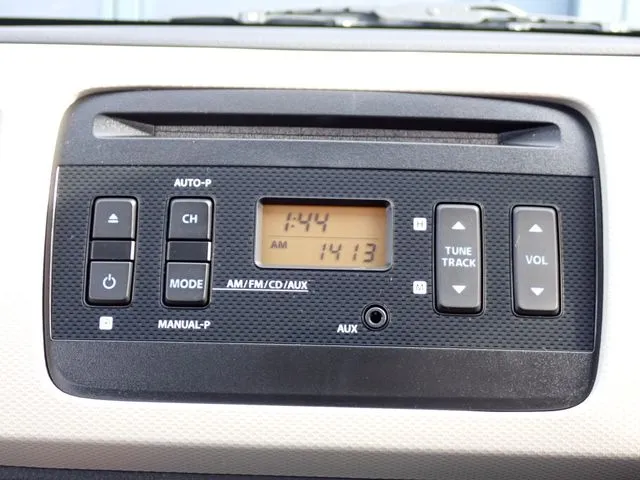 AUTO-P
CH
MODE
AM/FM/CD/AUX
MANUAL-P
1:44
AM 1413
AUX
H
M
TUNE
TRACK
VOL